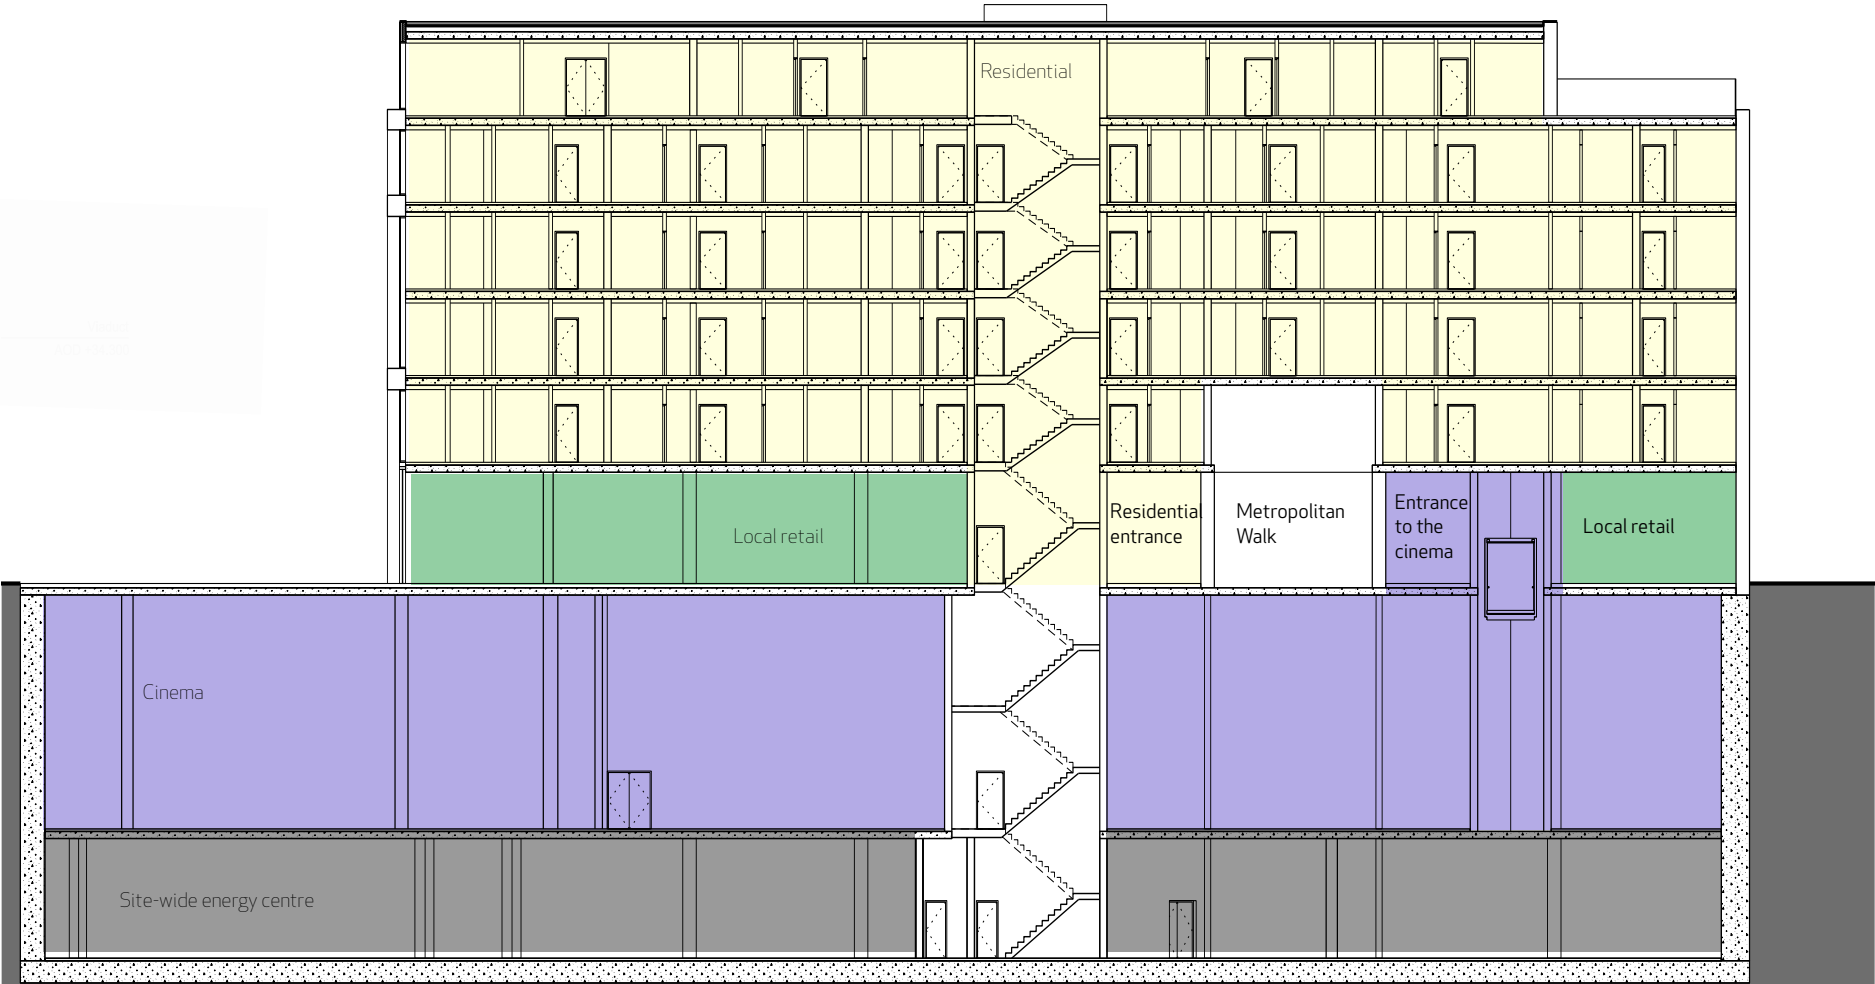 Residential
Residential
entrance
Metropolitan
Walk
Entrance
to the
cinema
Local retail
Local retail
Cinema
Site-wide energy centre